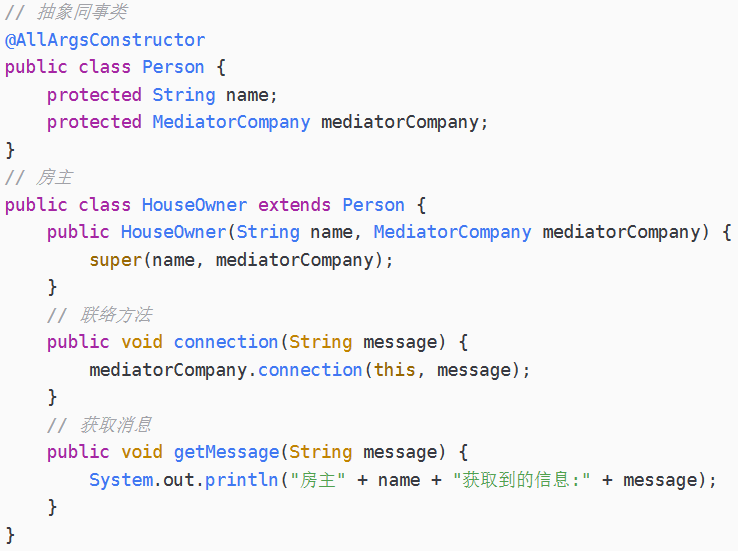 // 抽象同事类
@AllArgsConstructor
public class Person {
    protected String name;
    protected MediatorCompany mediatorCompany;
}
// 房主
public class HouseOwner extends Person {
    public HouseOwner(String name, MediatorCompany mediatorCompany) {
        super(name, mediatorCompany);
    }
    // 联络方法
    public void connection(String message) {
        mediatorCompany.connection(this, message);
    }
    // 获取消息
    public void getMessage(String message) {
        System.out.println("房主" + name + "获取到的信息:" + message);
    }
}